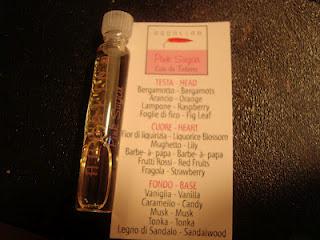 aquolina
Pink Sugar
Eau de Toilette
TESTA - HEAD
Bergamotto - Bergamots
Arancio - Orange
Lampone - Raspberry
Foglie di fico - Fig Leaf
CUORE - HEART
Fior di liquirizia - Liquorice Blossom
Mughetto - Lily
Barbe- à- papa - Barbe- à- papa
Frutti Rossi - Red Fruits
Fragola - Strawberry
FONDO - BASE
Vaniglia - Vanilla
Caramello - Candy
Musk - Musk
Tonka - Tonka
Legno di Sandalo - Sandalwood
Pink Sugar